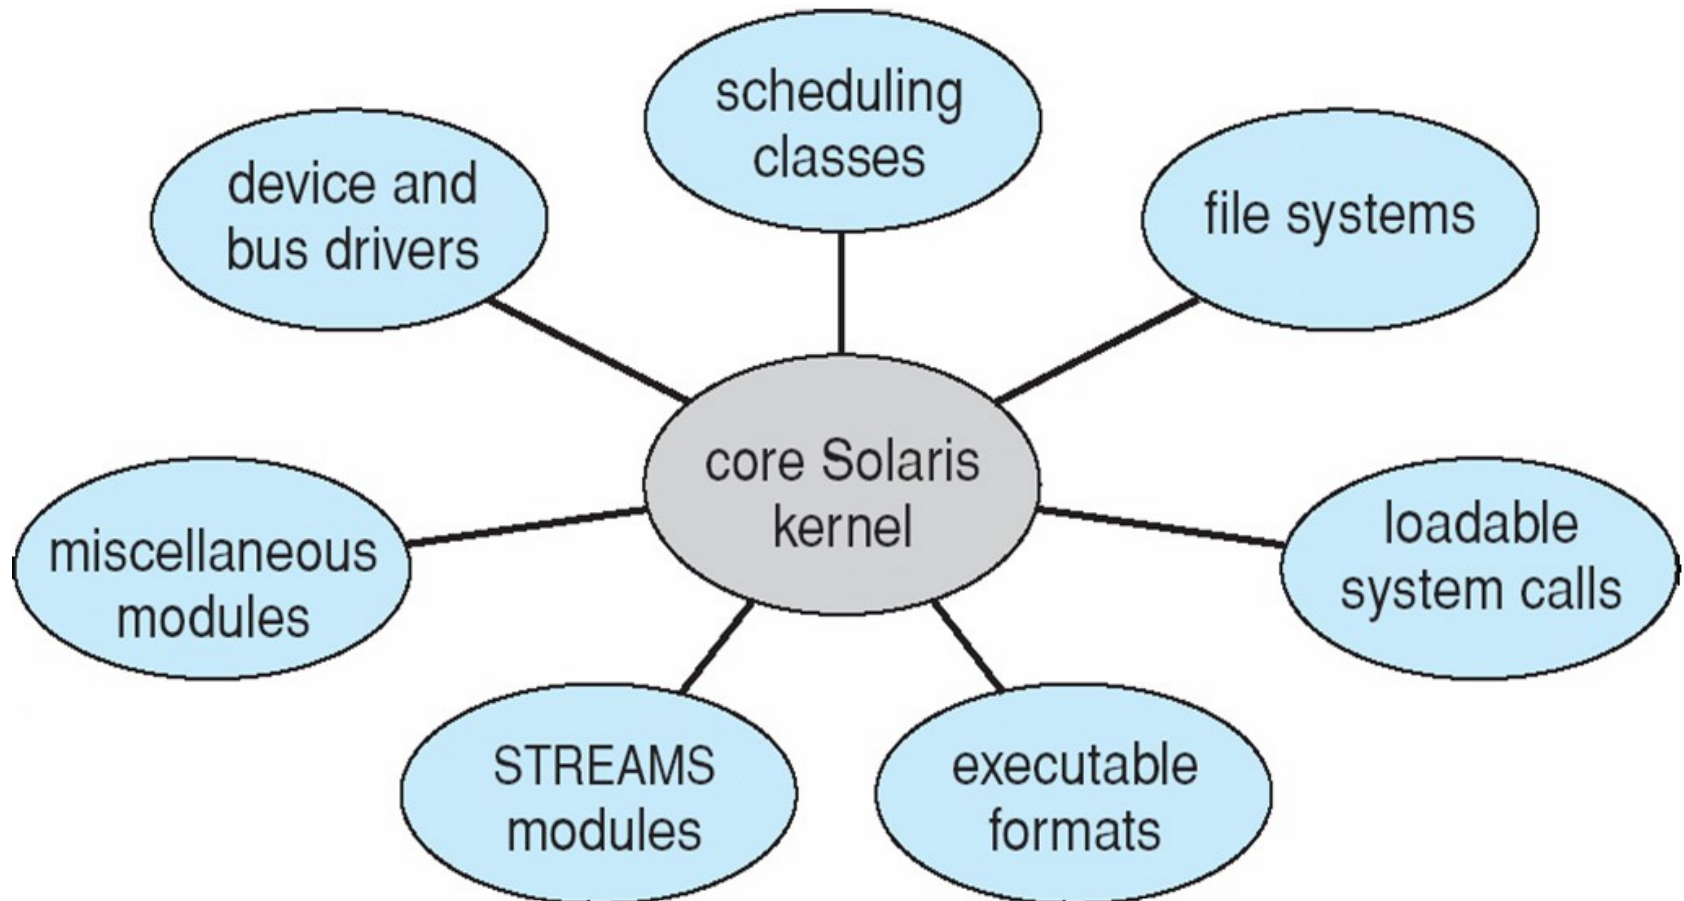 scheduling
classes
device and
bus drivers
file systems
core Solaris
kernel
miscellaneous
modules
loadable
system calls
STREAMS
modules
executable
formats